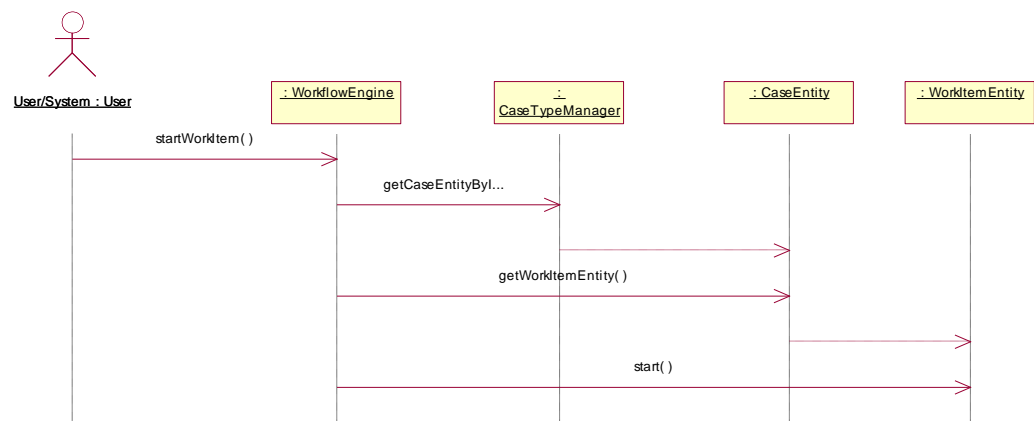 User/System : User
: WorkflowEngine
:
CaseTypeManager
: CaseEntity
: WorkItemEntity
startWorkItem( )
getCaseEntityByI...
getWorkItemEntity( )
start( )